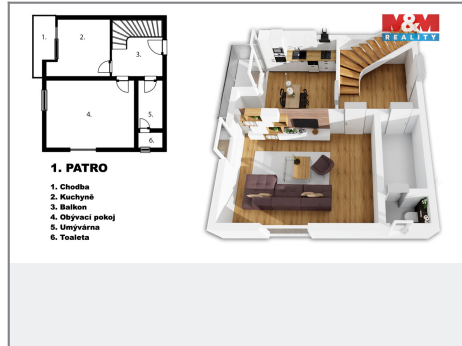 1.
2.
3.
4.
5.
6.
M&M
REALITY
1. PATRO
1. Chodba
2. Kuchyně
3. Balkon
4. Obývací pokoj
5. Umývárna
6. Toaleta